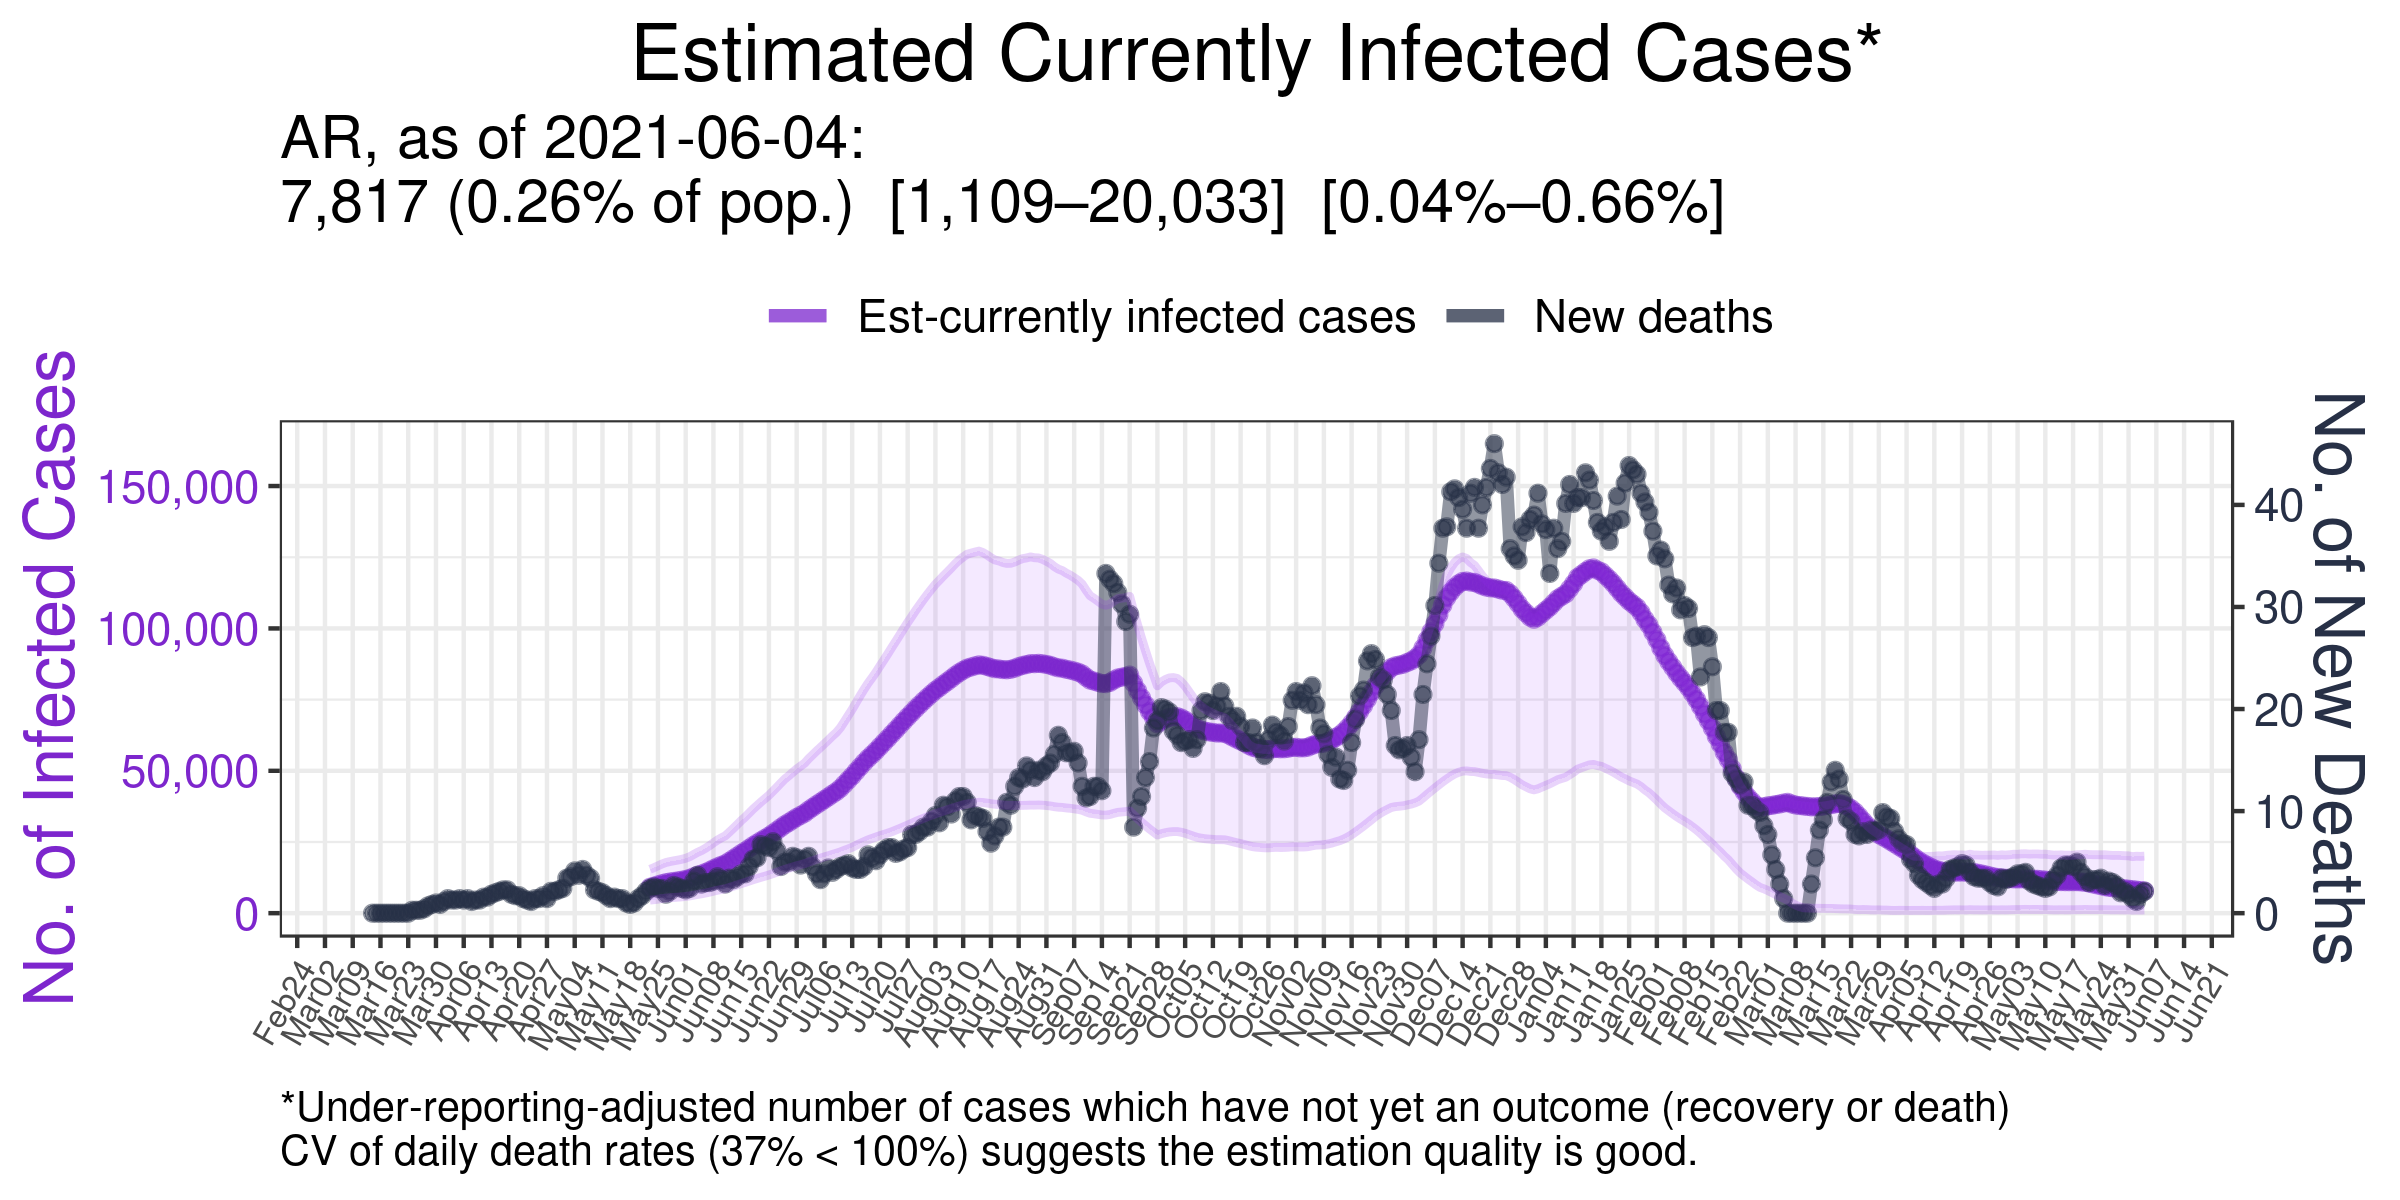 Estimated Currently Infected Cases*
AR, as of 2021-06-04:
7,817 (0.26% of pop.)  [1,109–20,033]  [0.04%–0.66%]
Est-currently infected cases
New deaths
No. of Infected Cases
150,000
100,000
50,000
0
No. of New Deaths
40
30
20
10
0
Feb24
Mar02
Mar09
Mar16
Mar23
Mar30
Apr06
Apr13
Apr20
Apr27
May04
May11
May18
May25
Jun01
Jun08
Jun15
Jun22
Jun29
Jul06
Jul13
Jul20
Jul27
Aug03
Aug10
Aug17
Aug24
Aug31
Sep07
Sep14
Sep21
Sep28
Oct05
Oct12
Oct19
Oct26
Nov02
Nov09
Nov16
Nov23
Nov30
Dec07
Dec14
Dec21
Dec28
Jan04
Jan11
Jan18
Jan25
Feb01
Feb08
Feb15
Feb22
Mar01
Mar08
Mar15
Mar22
Mar29
Apr05
Apr12
Apr19
Apr26
May03
May10
May17
May24
May31
Jun07
Jun14
Jun21
*Under-reporting-adjusted number of cases which have not yet an outcome (recovery or death)
CV of daily death rates (37% < 100%) suggests the estimation quality is good.